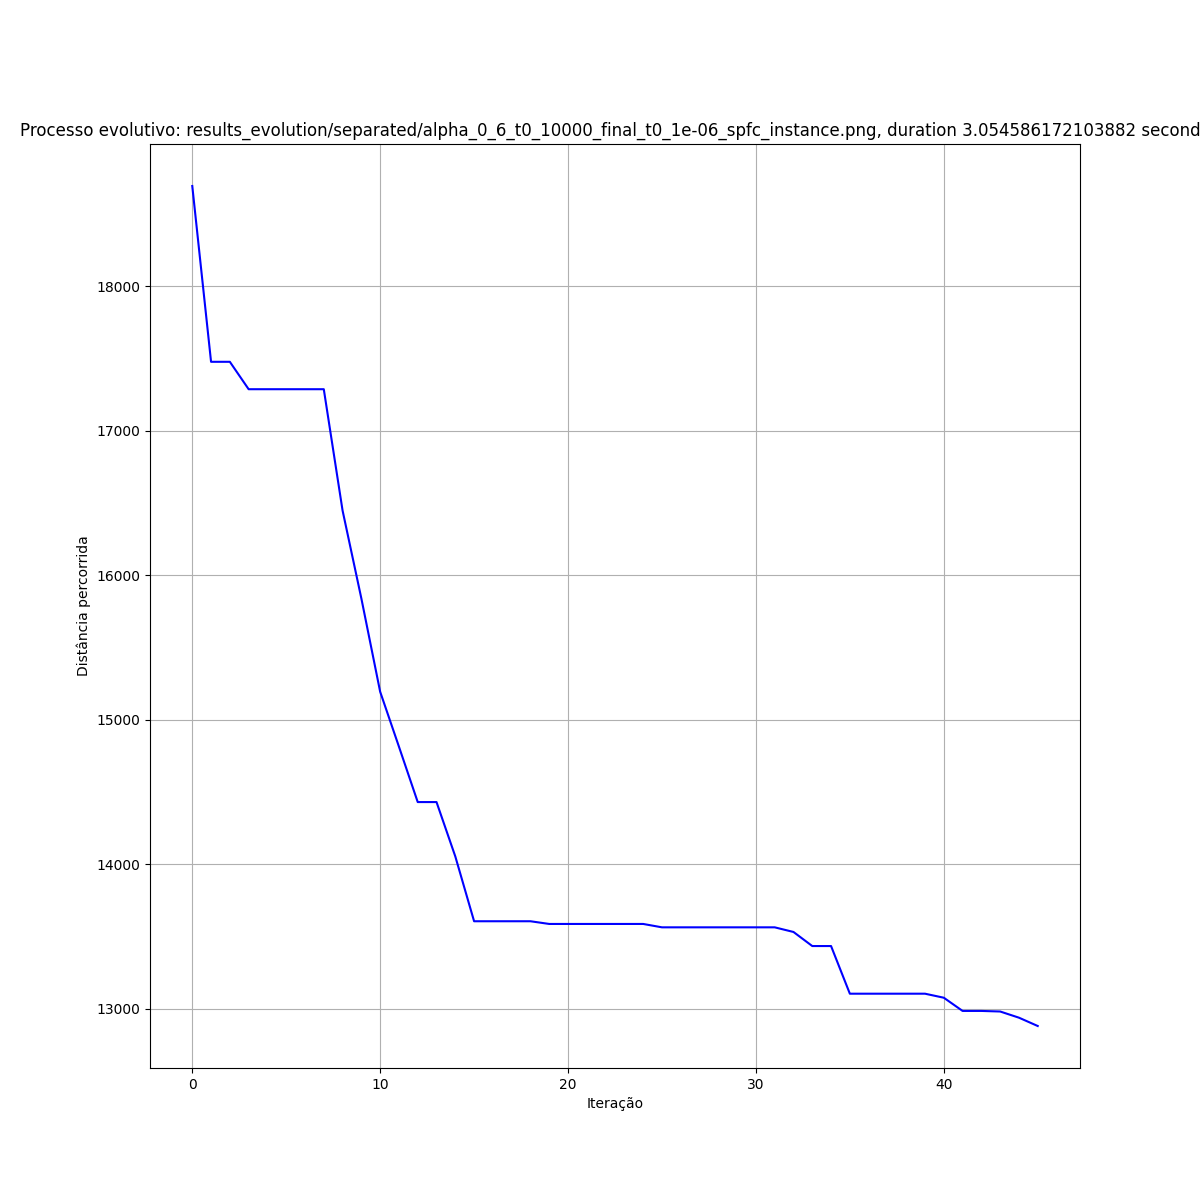 Processo evolutivo: results_evolution/separated/alpha_0_6_t0_10000_final_t0_1e-06_spfc_instance.png, duration 3.054586172103882 second
18000
17000
16000
15000
14000
13000
Distância percorrida
0 10 20 30 40
Iteração